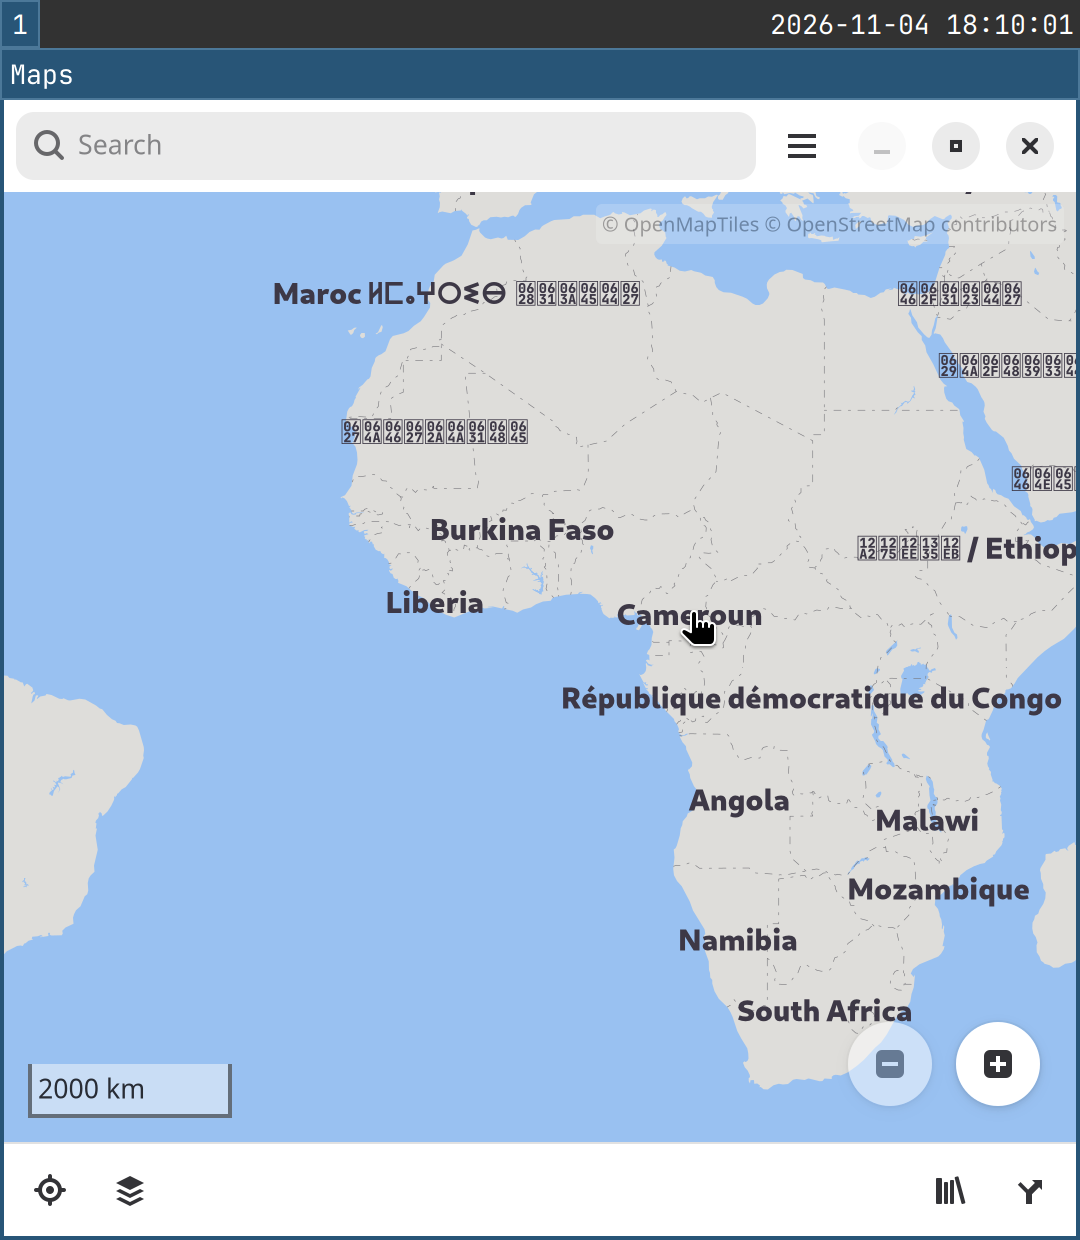 1
2026-11-04 18:10:01
Maps
Search
© OpenMapTiles © OpenStreetMap contributors
Maroc ⵍⵎⴰⵖⵔⵉⴱ
Burkina Faso
/ Ethiop
Liberia
Cameroun
République démocratique du Congo
Angola
Malawi
Mozambique
Namibia
South Africa
2000 km